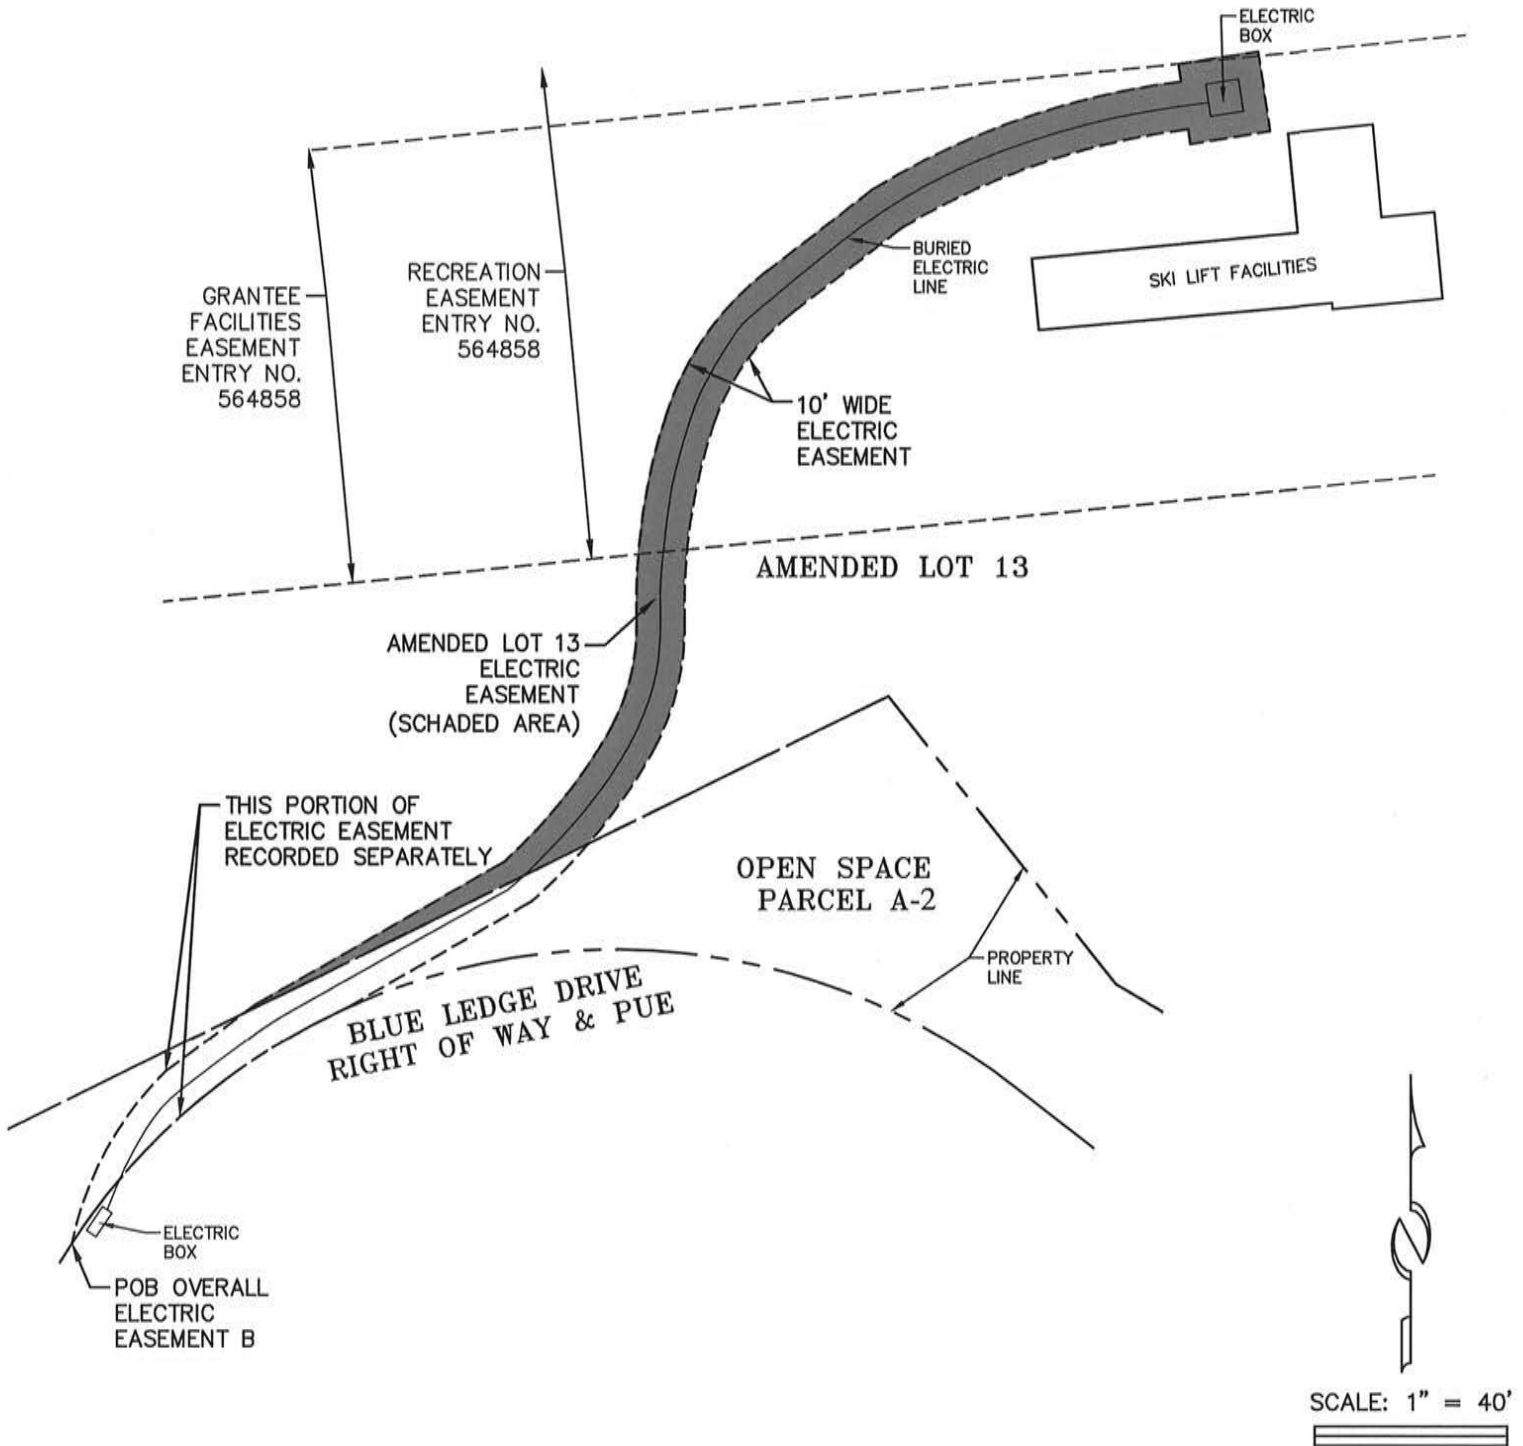 ELECTRIC
BOX
RECREATION
EASEMENT
ENTRY NO.
564858
GRANTEE
FACILITIES
EASEMENT
ENTRY NO.
564858
BURIED
ELECTRIC
LINE
SKI LIFT FACILITIES
10' WIDE
ELECTRIC
EASEMENT
AMENDED LOT 13
AMENDED LOT 13
ELECTRIC
EASEMENT
(SCHADED AREA)
THIS PORTION OF
ELECTRIC EASEMENT
RECORDED SEPARATELY
OPEN SPACE
PARCEL A-2
PROPERTY
LINE
BLUE LEDGE DRIVE
RIGHT OF WAY & PUE
ELECTRIC
BOX
POB OVERALL
ELECTRIC
EASEMENT B
N
SCALE: 1" = 40'